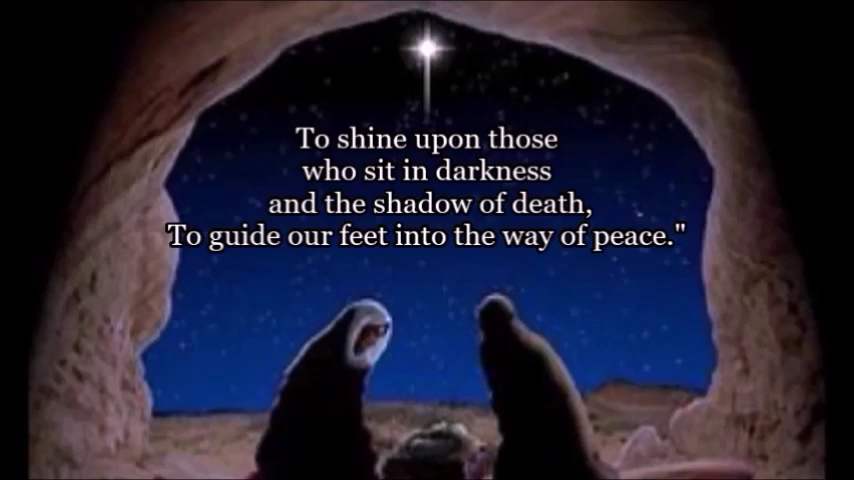 To shine upon those
who sit in darkness
and the shadow of death,
To guide our feet into the way of peace."